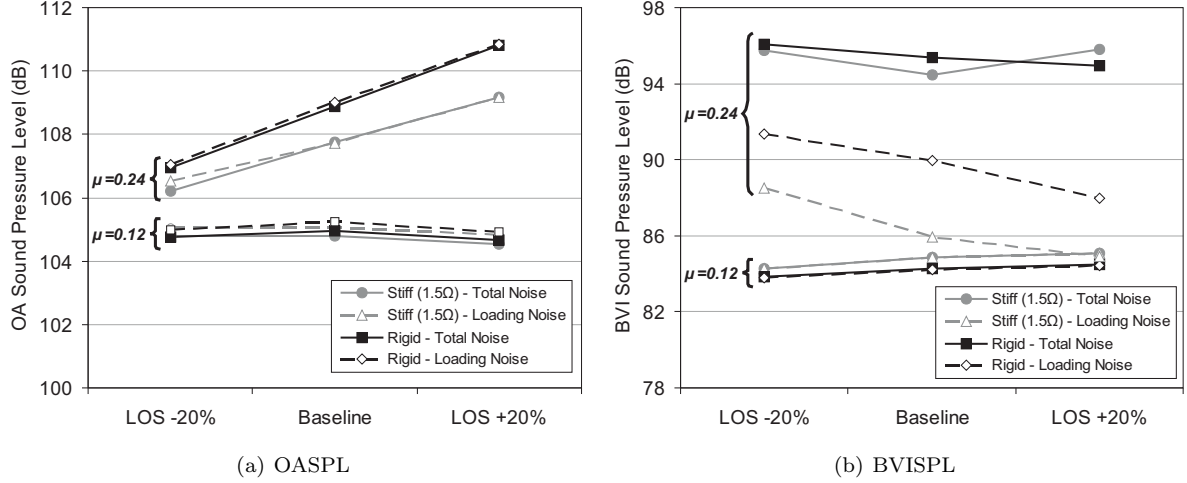 112
110
108
106
104
102
100
OA Sound Pressure Level (dB)
μ=0.24
μ=0.12
Stiff (1.5Ω) - Total Noise
Stiff (1.5Ω) - Loading Noise
Rigid - Total Noise
Rigid - Loading Noise
LOS -20%
Baseline
LOS +20%
(a) OASPL
98
94
90
86
82
78
BVI Sound Pressure Level (dB)
μ=0.24
μ=0.12
Stiff (1.5Ω) - Total Noise
Stiff (1.5Ω) - Loading Noise
Rigid - Total Noise
Rigid - Loading Noise
LOS -20%
Baseline
LOS +20%
(b) BVISPL